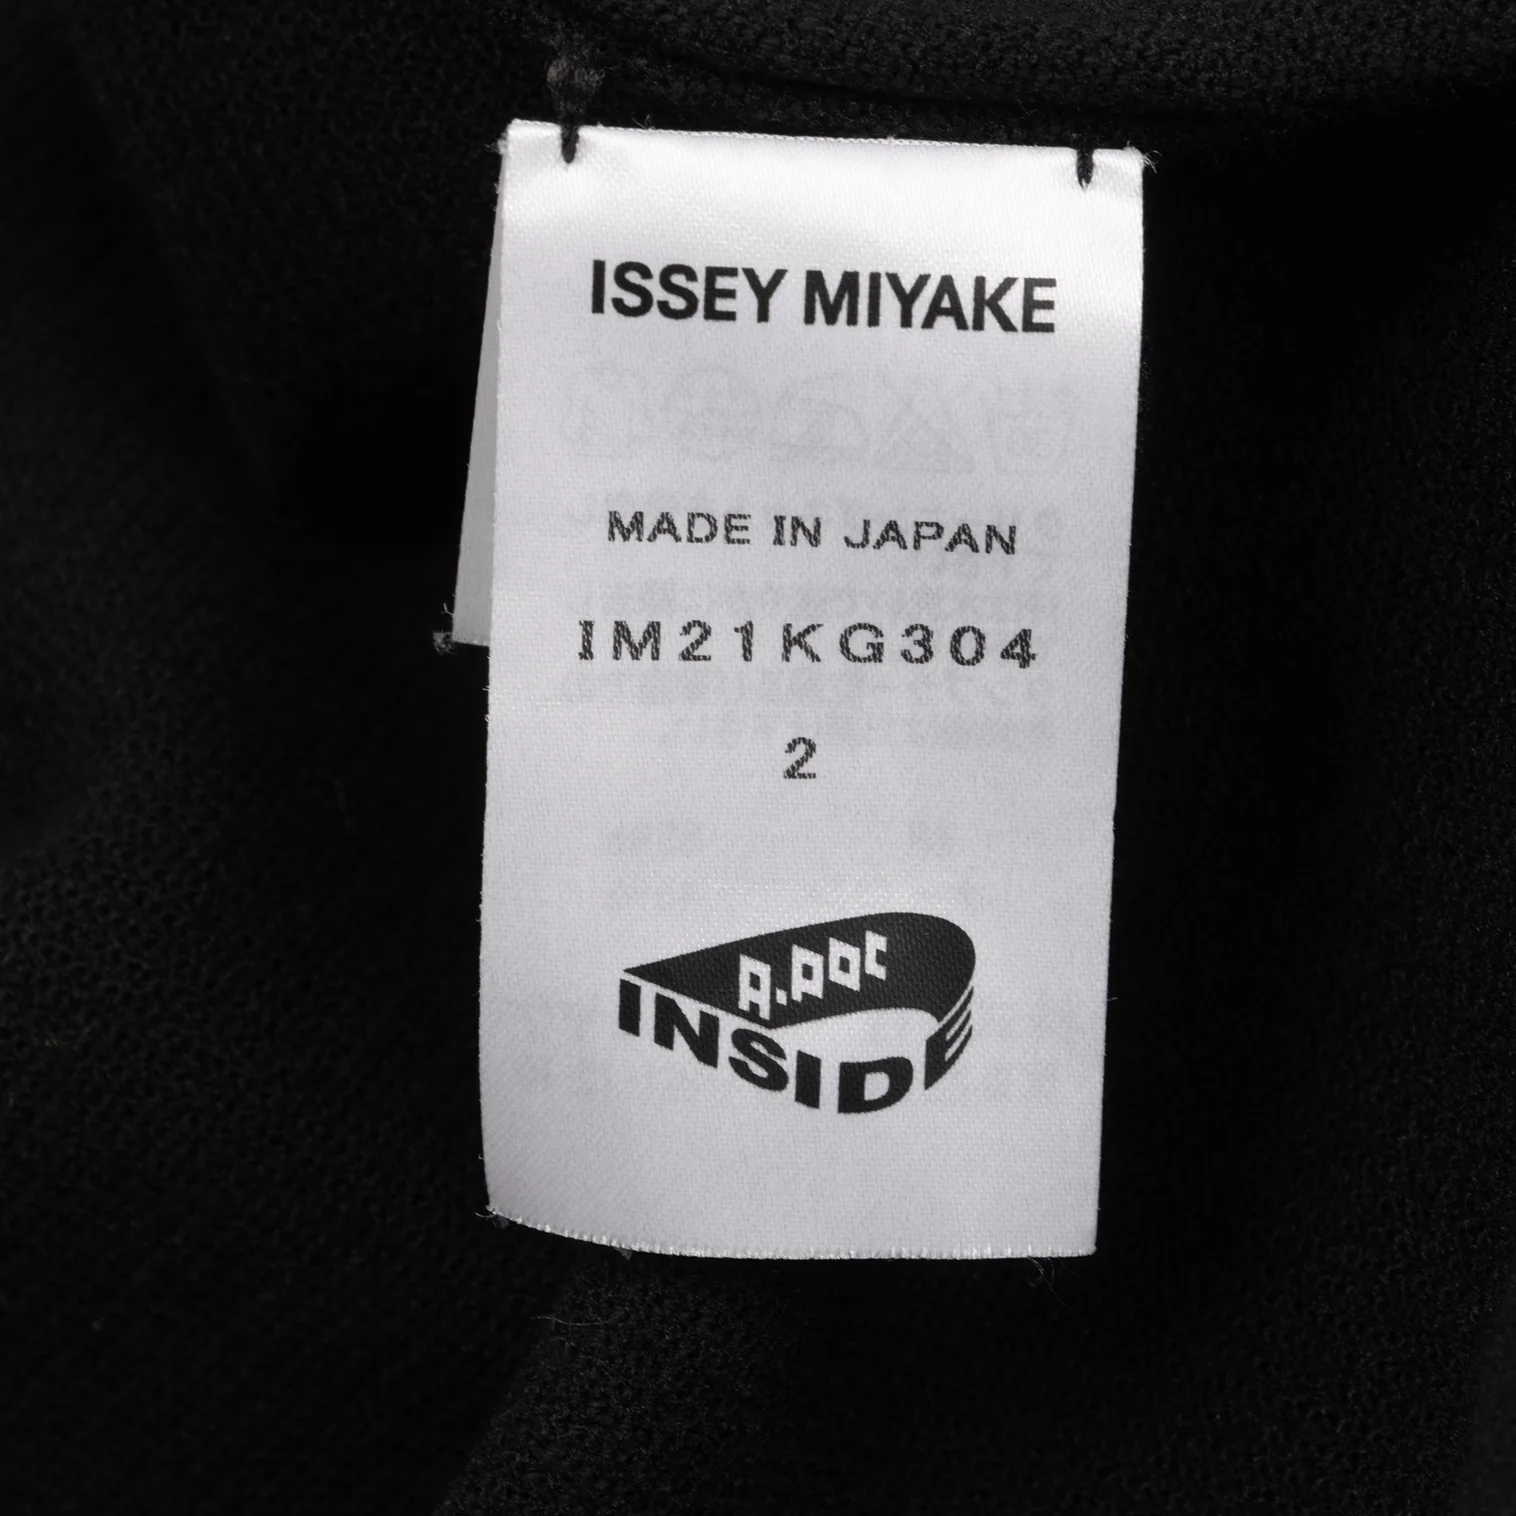 ISSEY MIYAKE
MADE IN JAPAN
IM21KG304
2
A.POC
INSIDE